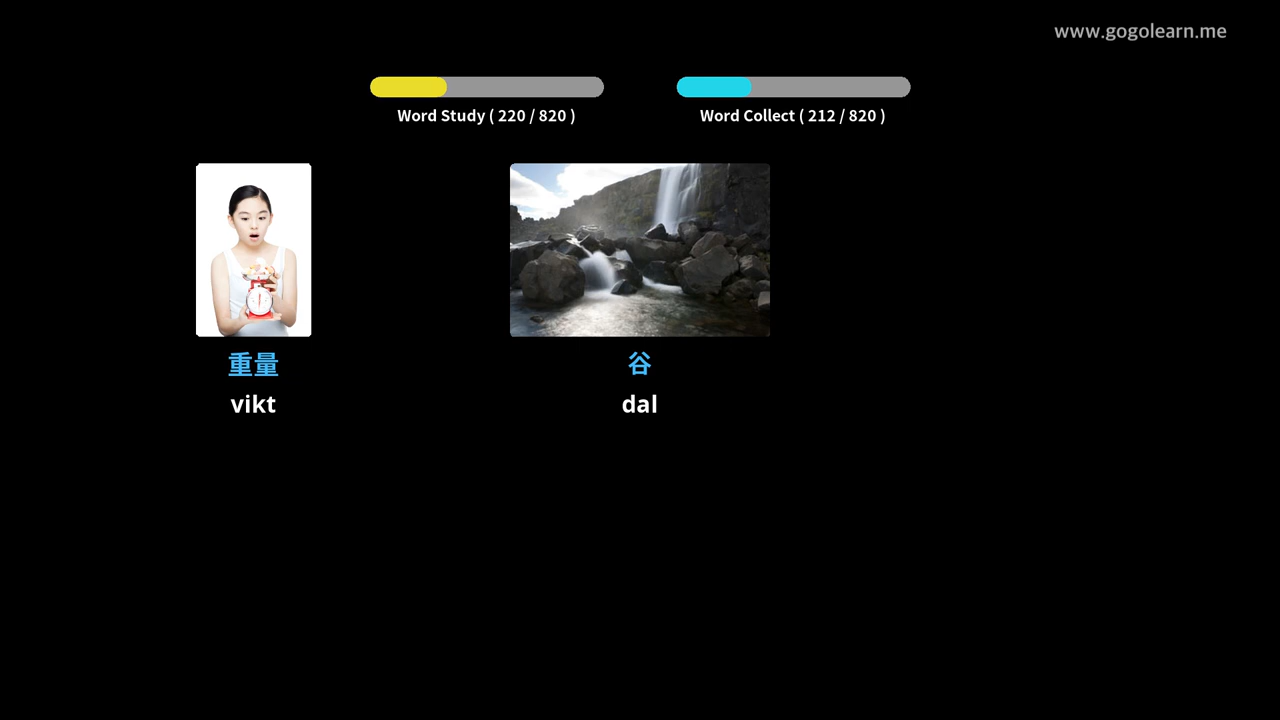 www.gogolearn.me
Word Study ( 220 / 820 )
Word Collect ( 212 / 820 )
重量
谷
vikt
dal